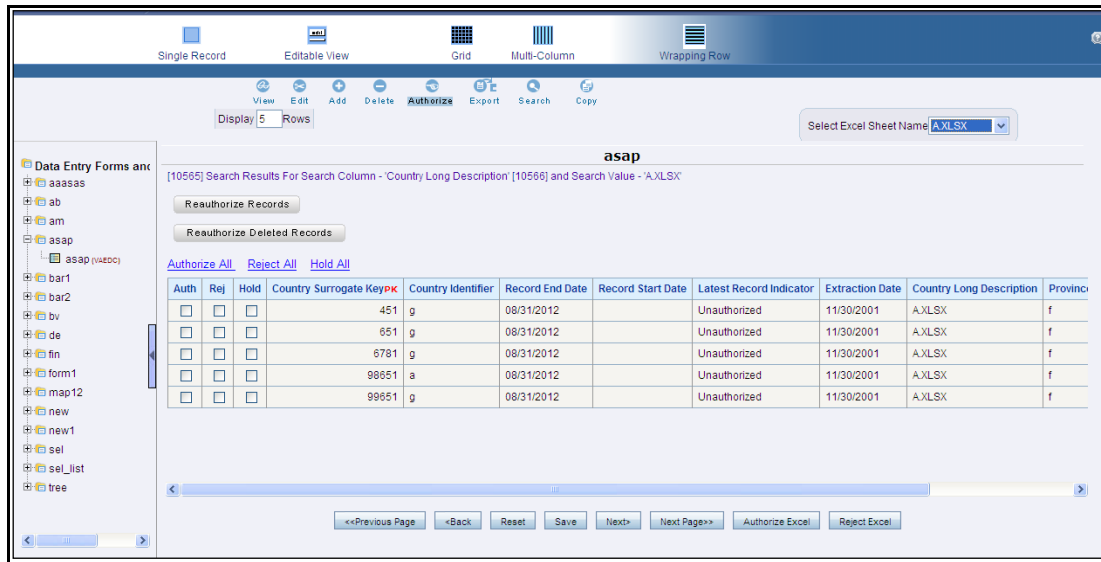 Single Record Editable View Grid Multi-Column Wrapping Row
View Edit Add Delete Authorize Export Search Copy
Display 5 Rows
Select Excel Sheet Name A.XLSX
Data Entry Forms and
aaasas
ab
am
asap
asap (VAEDC)
bar1
bar2
bv
de
fin
form1
map12
new
new1
sel
sel_list
tree
asap
[10565] Search Results For Search Column - 'Country Long Description' [10566] and Search Value - 'A.XLSX'
Reauthorize Records
Reauthorize Deleted Records
Authorize All Reject All Hold All
Auth Rej Hold Country Surrogate KeyPK Country Identifier Record End Date Record Start Date Latest Record Indicator Extraction Date Country Long Description Province
451 g 08/31/2012 Unauthorized 11/30/2001 A.XLSX f
651 g 08/31/2012 Unauthorized 11/30/2001 A.XLSX f
6781 g 08/31/2012 Unauthorized 11/30/2001 A.XLSX f
98651 a 08/31/2012 Unauthorized 11/30/2001 A.XLSX f
99651 g 08/31/2012 Unauthorized 11/30/2001 A.XLSX f
<<Previous Page <Back Reset Save Next> Next Page>> Authorize Excel Reject Excel